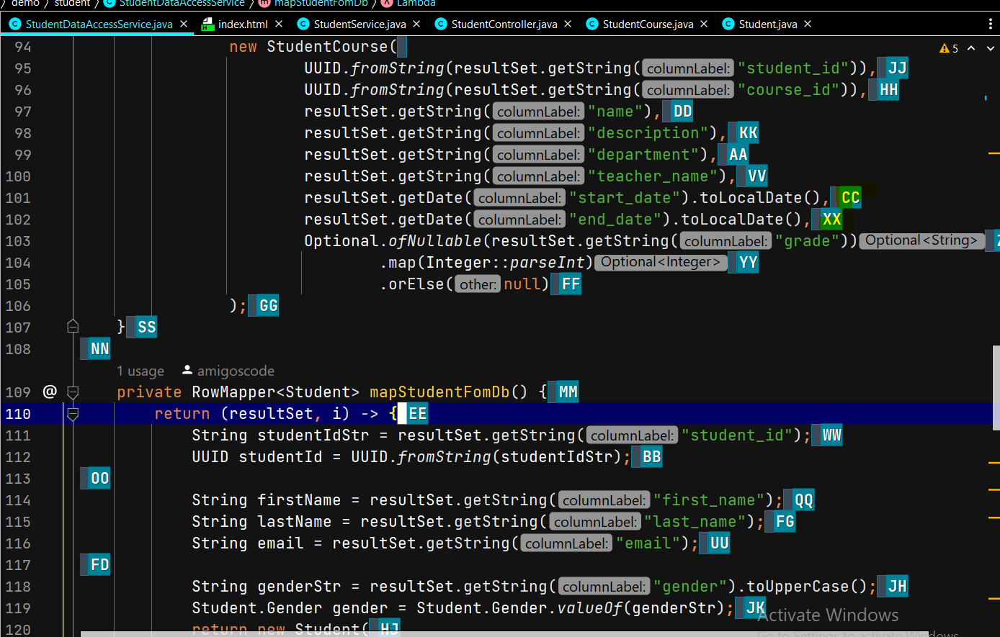 demo › student › C StudentDataAccessService › m mapStudentFomDb › λ Lambda
C StudentDataAccessService.java × index.html × C StudentService.java × C StudentController.java × C StudentCourse.java × C Student.java ×
94 new StudentCourse( 5
95 UUID.fromString(resultSet.getString( columnLabel: "student_id")), JJ
96 UUID.fromString(resultSet.getString( columnLabel: "course_id")), HH
97 resultSet.getString( columnLabel: "name"), DD
98 resultSet.getString( columnLabel: "description"), KK
99 resultSet.getString( columnLabel: "department"), AA
100 resultSet.getString( columnLabel: "teacher_name"), VV
101 resultSet.getDate( columnLabel: "start_date").toLocalDate(), CC
102 resultSet.getDate( columnLabel: "end_date").toLocalDate(), XX
103 Optional.ofNullable(resultSet.getString( columnLabel: "grade")) Optional<String>
104 .map(Integer::parseInt) Optional<Integer> YY
105 .orElse( other: null) FF
106 ); GG
107 } SS
108 NN
1 usage amigoscode
109 @ private RowMapper<Student> mapStudentFomDb() { MM
110 return (resultSet, i) -> { EE
111 String studentIdStr = resultSet.getString( columnLabel: "student_id"); WW
112 UUID studentId = UUID.fromString(studentIdStr); BB
113 OO
114 String firstName = resultSet.getString( columnLabel: "first_name"); QQ
115 String lastName = resultSet.getString( columnLabel: "last_name"); FG
116 String email = resultSet.getString( columnLabel: "email"); UU
117 FD
118 String genderStr = resultSet.getString( columnLabel: "gender").toUpperCase(); JH
119 Student.Gender gender = Student.Gender.valueOf(genderStr); JK
Activate Windows
120 return new Student( HJ
Go to Settings to activate Windows.